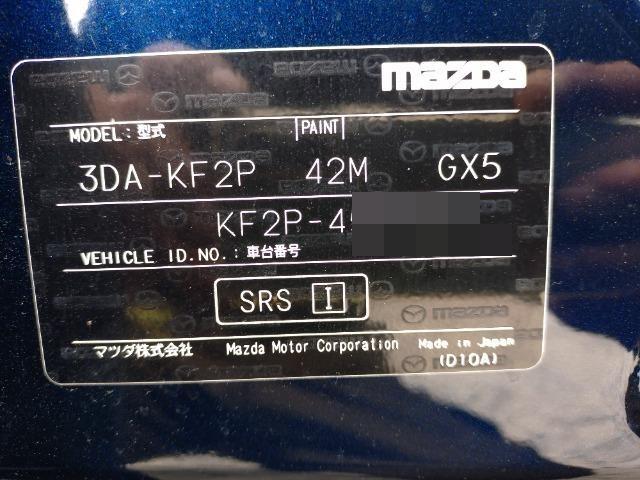 mazda
MODEL: 型式 PAINT
3DA-KF2P 42M GX5
KF2P-4
VEHICLE ID.NO.: 車台番号
SRS I
マツダ株式会社 Mazda Motor Corporation Made in Japan
(D10A)